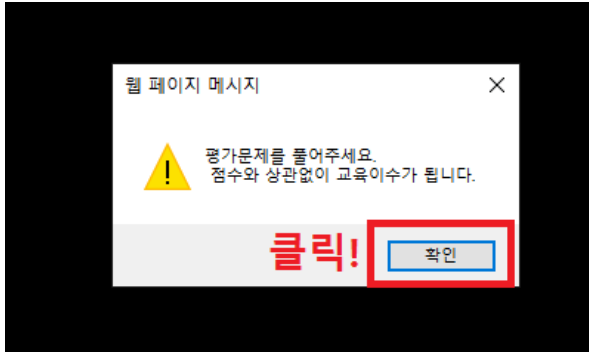 웹 페이지 메시지
평가문제를 풀어주세요.
점수와 상관없이 교육이수가 됩니다.
클릭! 확인